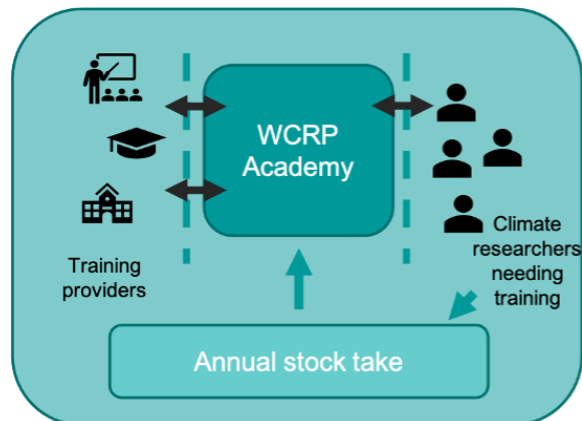 WCRP
Academy
Training
providers
Climate
researchers
needing
training
Annual stock take